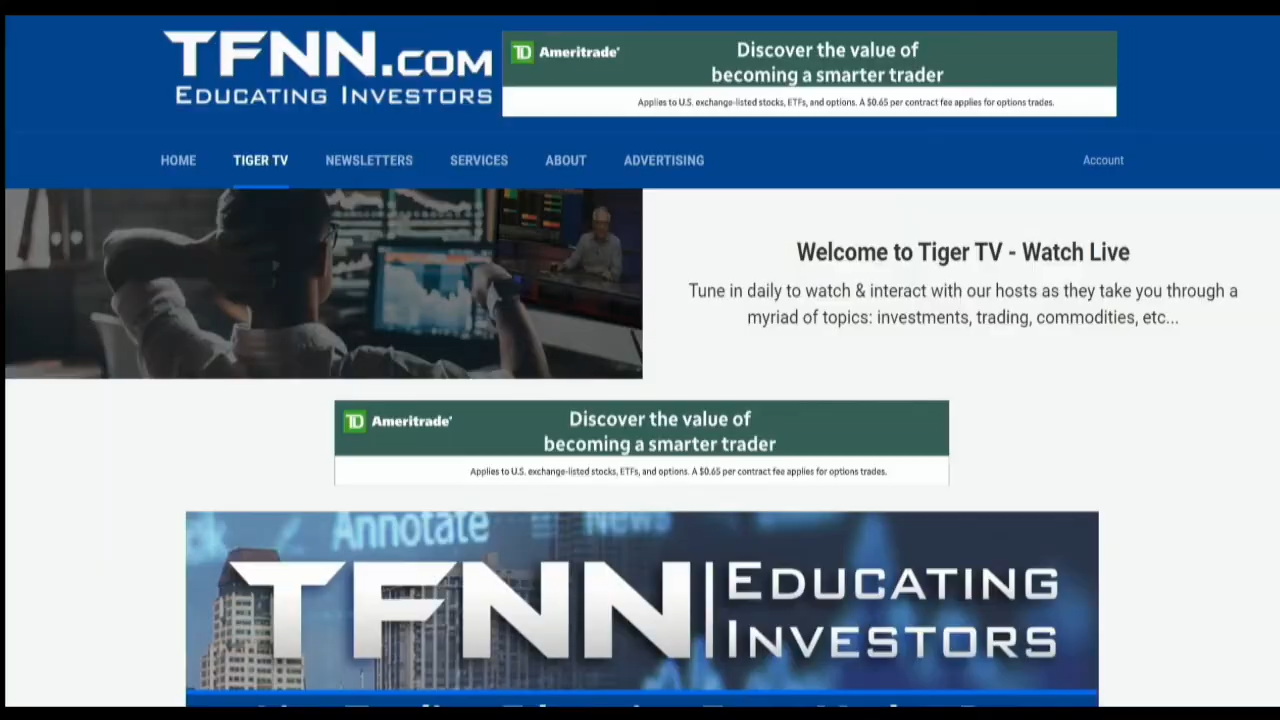 TFNN.COM
EDUCATING INVESTORS
TD Ameritrade
Discover the value of
becoming a smarter trader
Applies to U.S. exchange-listed stocks, ETFs, and options. A $0.65 per contract fee applies for options trades.
HOME TIGER TV NEWSLETTERS SERVICES ABOUT ADVERTISING Account
Welcome to Tiger TV - Watch Live
Tune in daily to watch & interact with our hosts as they take you through a
myriad of topics: investments, trading, commodities, etc...
TD Ameritrade
Discover the value of
becoming a smarter trader
Applies to U.S. exchange-listed stocks, ETFs, and options. A $0.65 per contract fee applies for options trades.
Annotate News
TFNN EDUCATING
INVESTORS